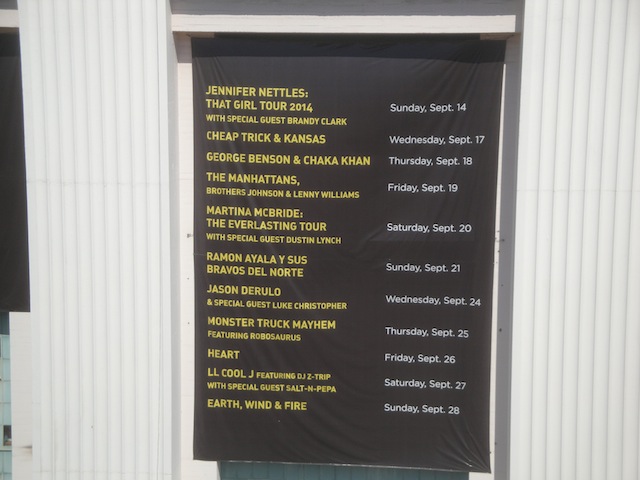 JENNIFER NETTLES:
THAT GIRL TOUR 2014 Sunday, Sept. 14
WITH SPECIAL GUEST BRANDY CLARK
CHEAP TRICK & KANSAS Wednesday, Sept. 17
GEORGE BENSON & CHAKA KHAN Thursday, Sept. 18
THE MANHATTANS,
BROTHERS JOHNSON & LENNY WILLIAMS Friday, Sept. 19
MARTINA MCBRIDE:
THE EVERLASTING TOUR Saturday, Sept. 20
WITH SPECIAL GUEST DUSTIN LYNCH
RAMON AYALA Y SUS
BRAVOS DEL NORTE Sunday, Sept. 21
JASON DERULO
& SPECIAL GUEST LUKE CHRISTOPHER Wednesday, Sept. 24
MONSTER TRUCK MAYHEM
FEATURING ROBOSAURUS Thursday, Sept. 25
HEART Friday, Sept. 26
LL COOL J FEATURING DJ Z-TRIP
WITH SPECIAL GUEST SALT-N-PEPA Saturday, Sept. 27
EARTH, WIND & FIRE Sunday, Sept. 28